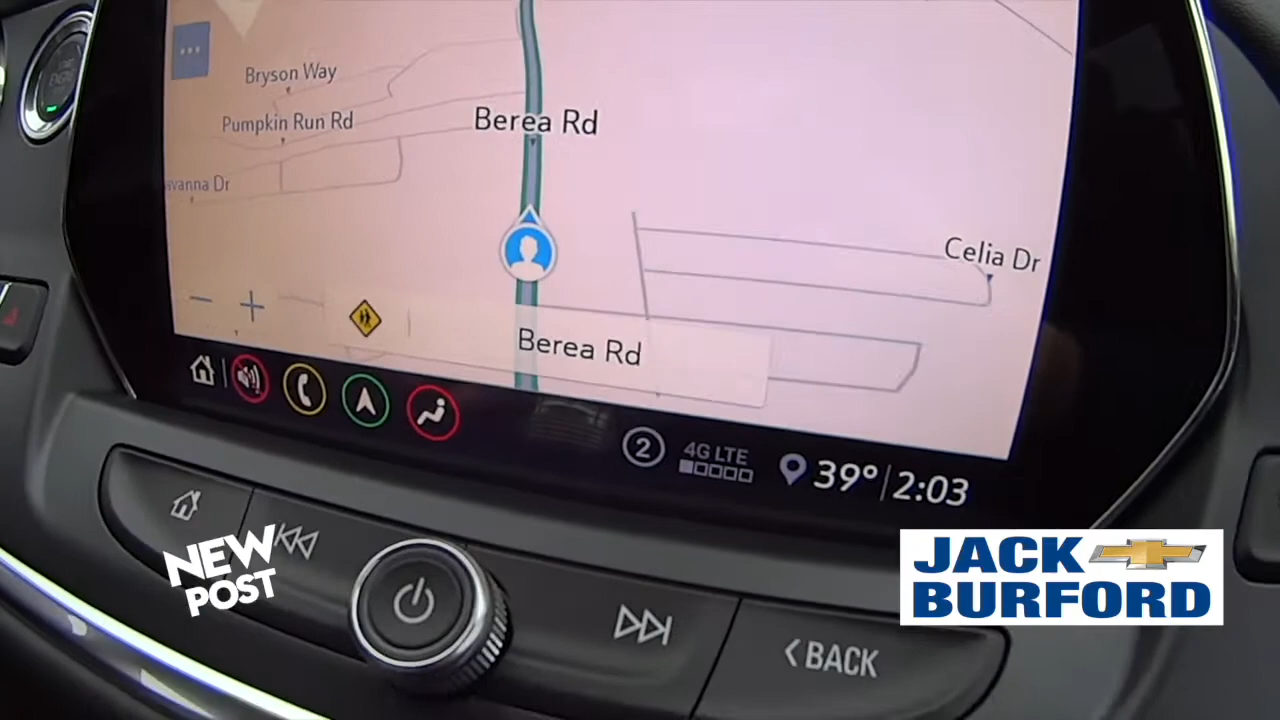 Bryson Way
Pumpkin Run Rd
Berea Rd
avanna Dr
Celia Dr
Berea Rd
2
4G LTE
39° | 2:03
NEW
POST
JACK
BURFORD
< BACK